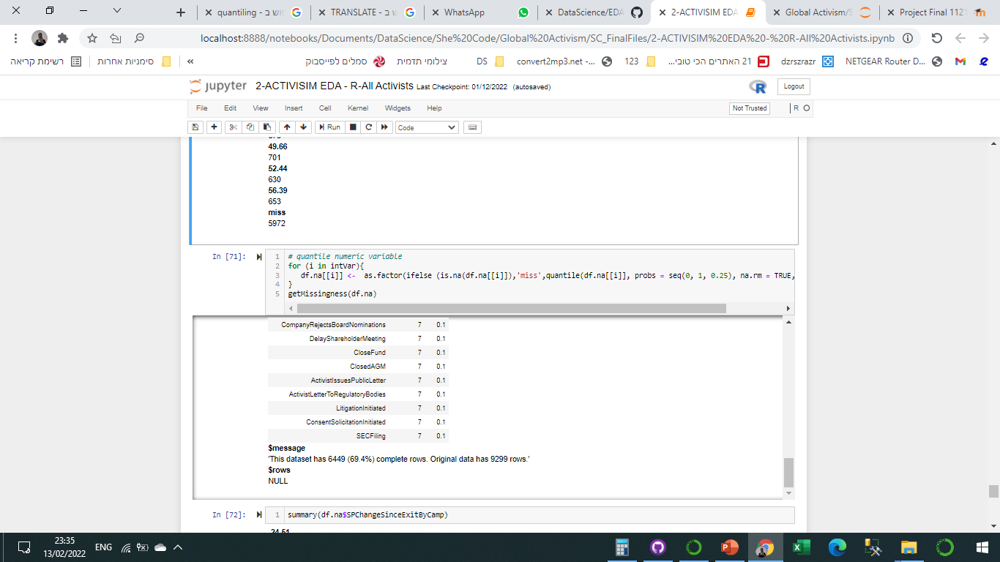 quantiling - חיפוש ב
TRANSLATE - חיפוש ב
WhatsApp
DataScience/EDA
2-ACTIVISIM EDA
Global Activism/S
Project Final 1121
localhost:8888/notebooks/Documents/DataScience/She%20Code/Global%20Activism/SC_FinalFiles/2-ACTIVISIM%20EDA%20-%20R-All%20Activists.ipynb
רשימת קריאה
סימניות אחרות
«
סמלים לפייסבוק
צילומי תדמית
DS
convert2mp3.net -...
123
21 האתרים הכי טובי...
dzrszrazr
NETGEAR Router D...
jupyter 2-ACTIVISIM EDA - R-All Activists Last Checkpoint: 01/12/2022 (autosaved)
Logout
File Edit View Insert Cell Kernel Widgets Help
Not Trusted
R
Run
Code
49.66
701
52.44
630
56.39
653
miss
5972
In [71]:
1 # quantile numeric variable
2 for (i in intVar){
3 df.na[[i]] <- as.factor(ifelse (is.na(df.na[[i]]),'miss',quantile(df.na[[i]], probs = seq(0, 1, 0.25), na.rm = TRUE,
4 }
5 getMissingness(df.na)
CompanyRejectsBoardNominations 7 0.1
DelayShareholderMeeting 7 0.1
CloseFund 7 0.1
ClosedAGM 7 0.1
ActivistIssuesPublicLetter 7 0.1
ActivistLetterToRegulatoryBodies 7 0.1
LitigationInitiated 7 0.1
ConsentSolicitationInitiated 7 0.1
SECFiling 7 0.1
$message
'This dataset has 6449 (69.4%) complete rows. Original data has 9299 rows.'
$rows
NULL
In [72]:
1 summary(df.na$SPChangeSinceExitByCamp)
23:35
13/02/2022
ENG